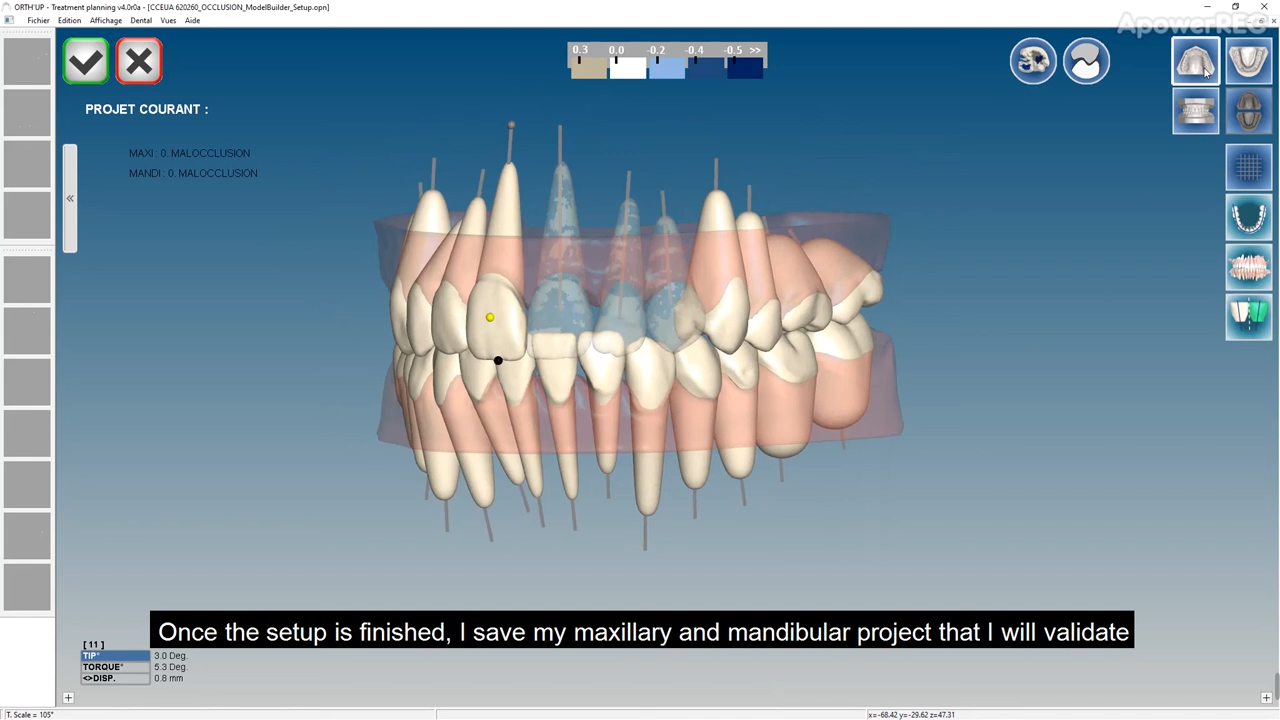 ORTH'UP - Treatment planning v4.0r0a - [CCEUA 620260_OCCLUSION_ModelBuilder_Setup.opn]
Fichier Edition Affichage Dental Vues Aide
ApowerREC
0.3 0.0 -0.2 -0.4 -0.5 >>
PROJET COURANT :
MAXI : 0. MALOCCLUSION
MANDI : 0. MALOCCLUSION
«
Once the setup is finished, I save my maxillary and mandibular project that I will validate
[ 11 ]
TIP° 3.0 Deg.
TORQUE° 5.3 Deg.
<>DISP. 0.8 mm
T. Scale = 105° x=-68.42 y=-29.62 z=47.31